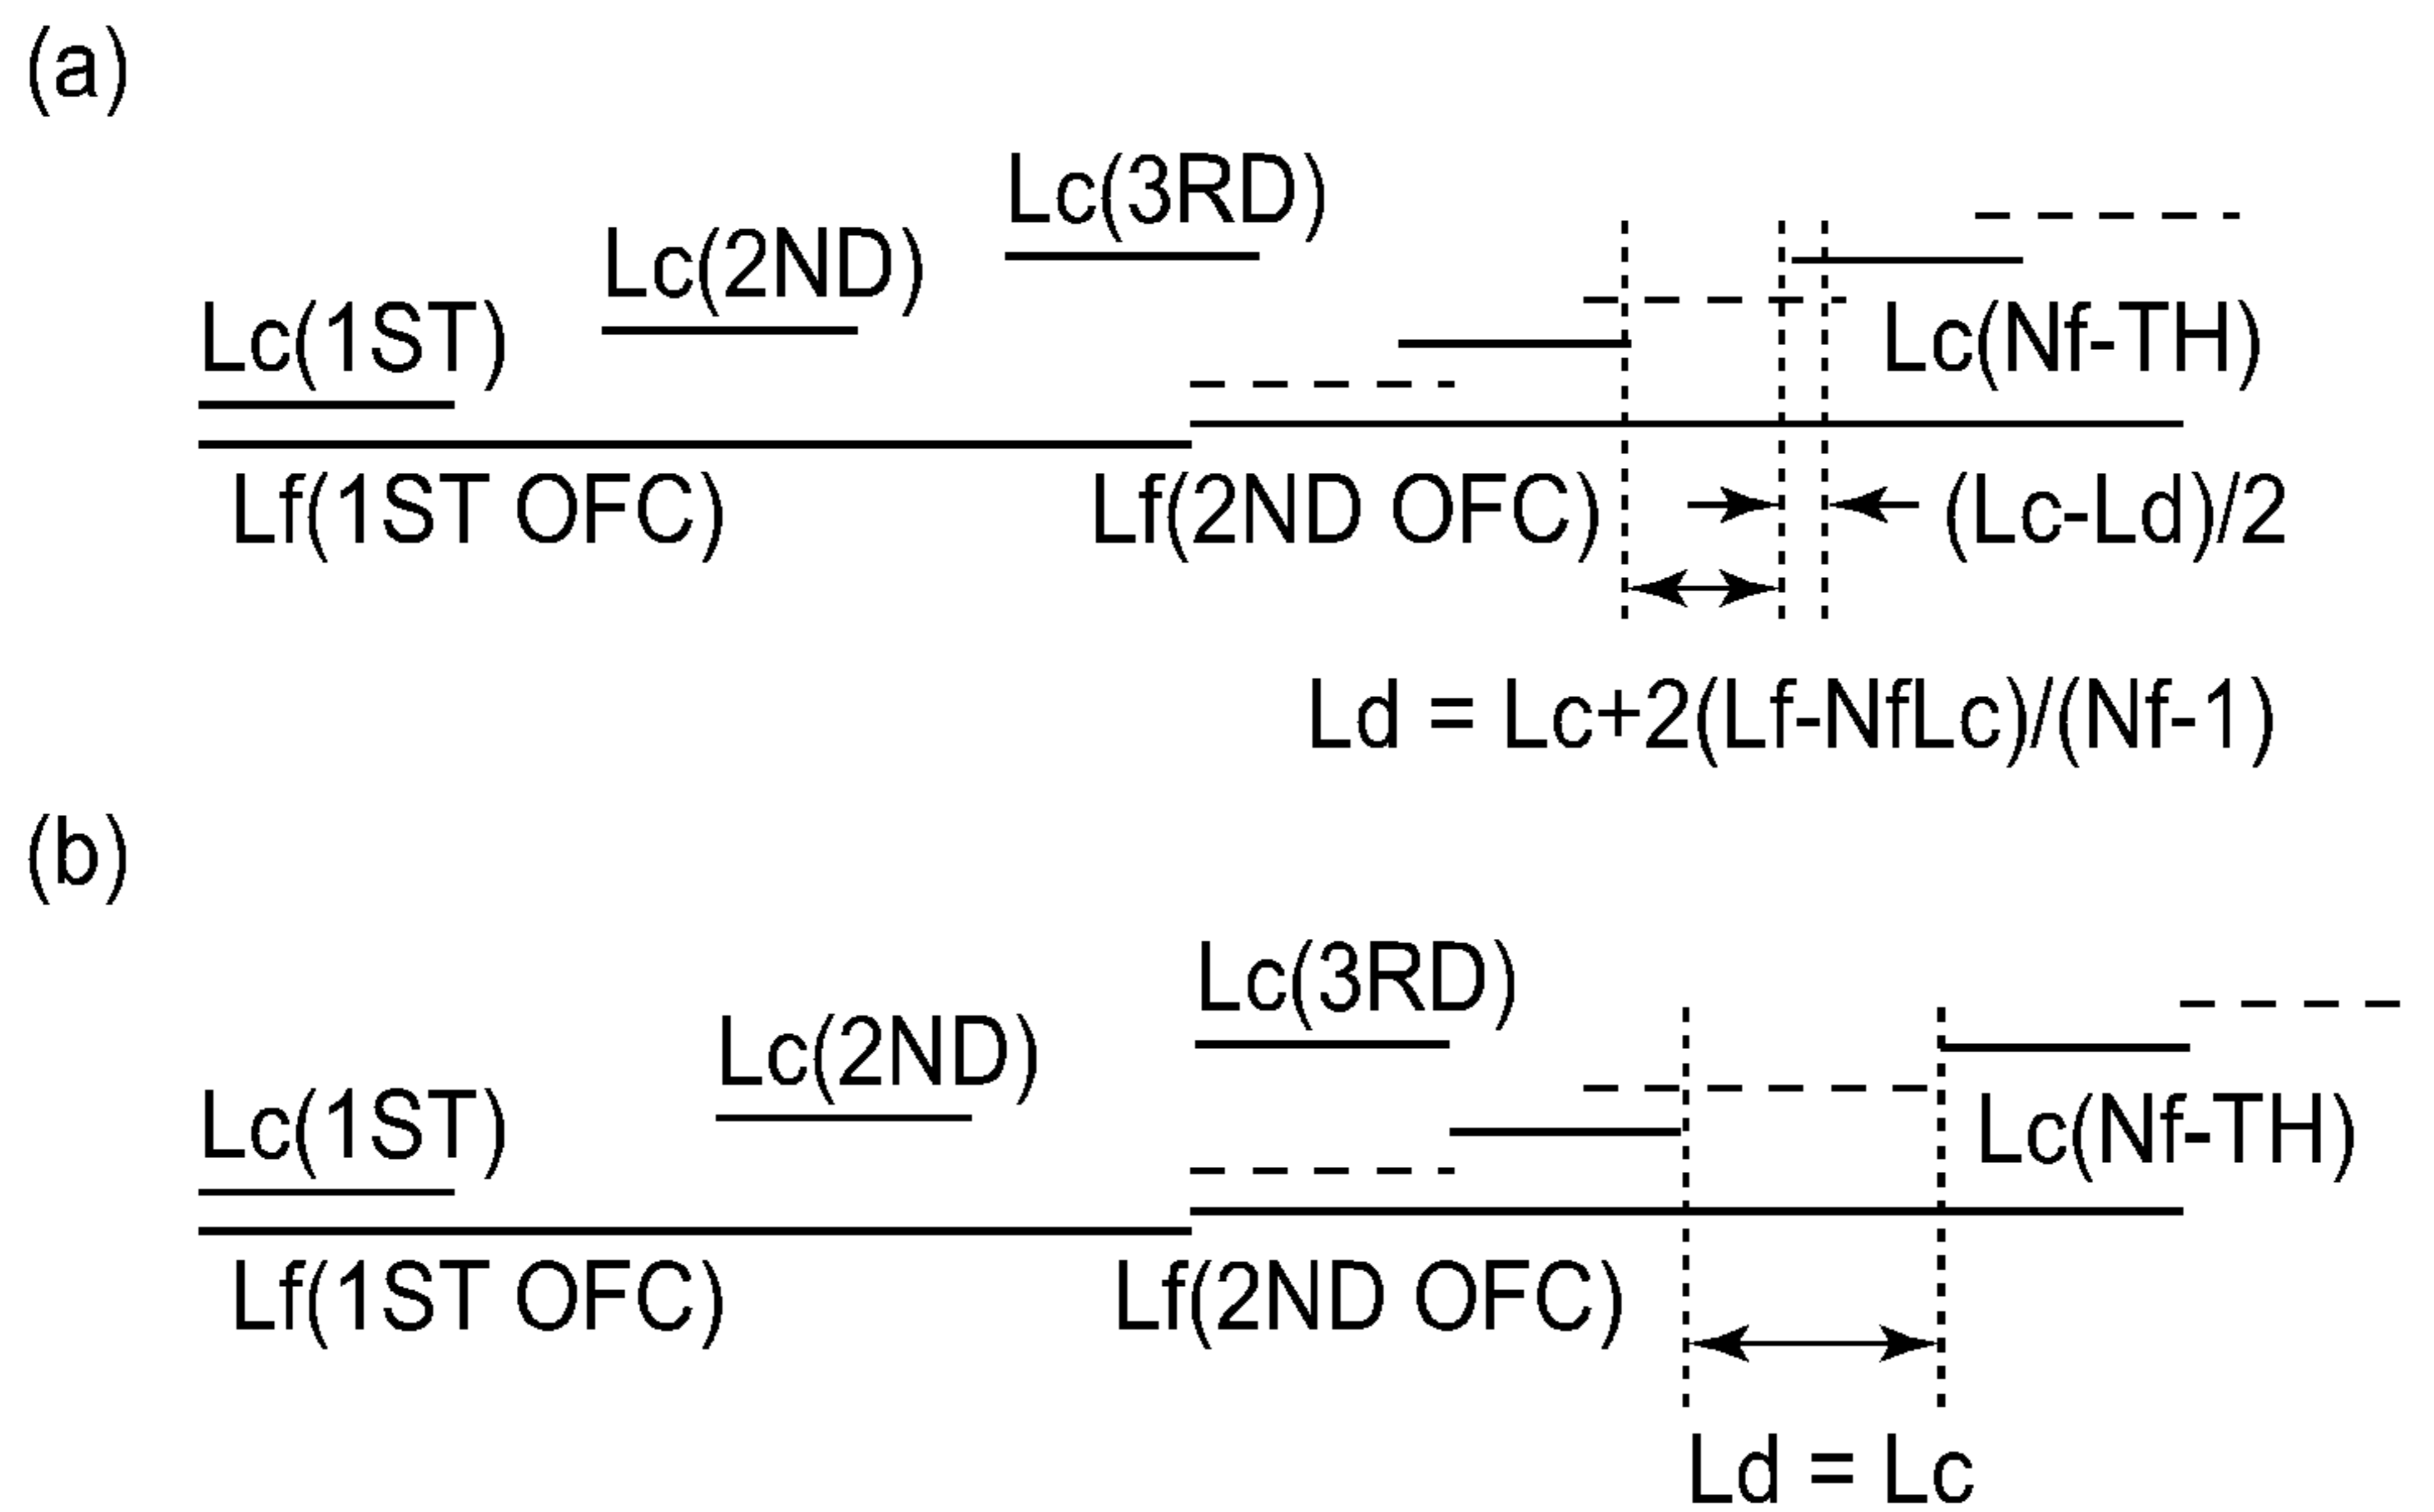 (a)
Lc(3RD)
Lc(2ND)
Lc(1ST)
Lc(Nf-TH)
Lf(1ST OFC)
Lf(2ND OFC)
(Lc-Ld)/2
Ld = Lc+2(Lf-NfLc)/(Nf-1)
(b)
Lc(3RD)
Lc(2ND)
Lc(1ST)
Lc(Nf-TH)
Lf(1ST OFC)
Lf(2ND OFC)
Ld = Lc